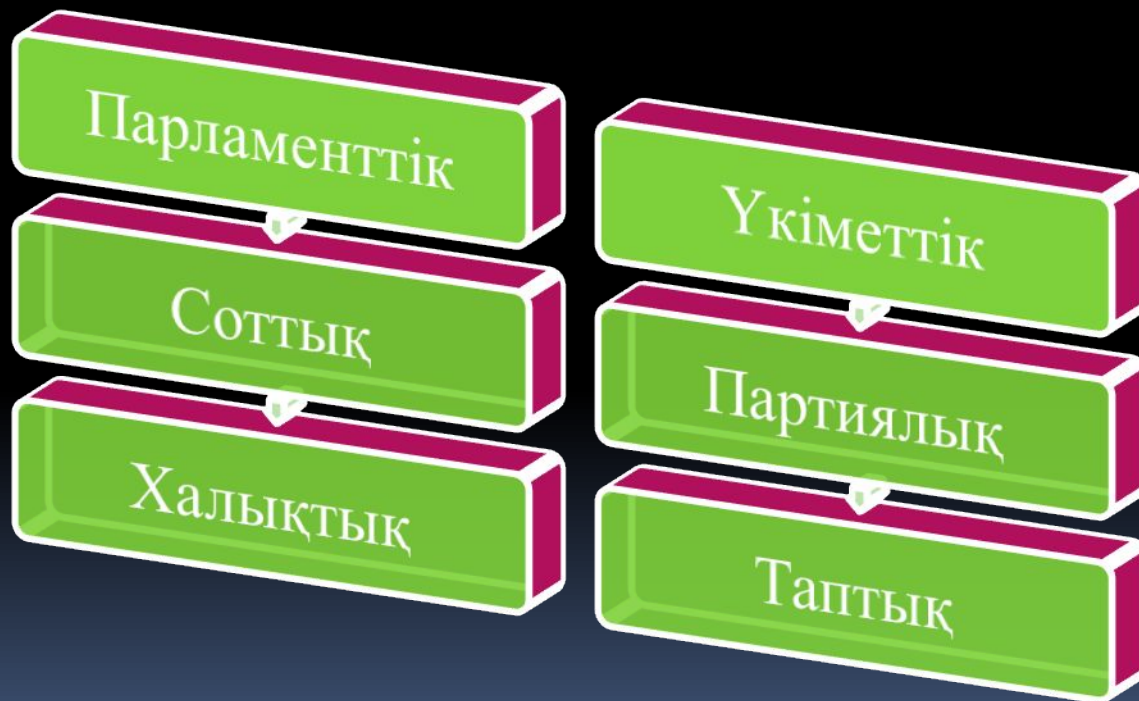 Парламенттік
Соттық
Халықтық
Үкіметтік
Партиялық
Таптық